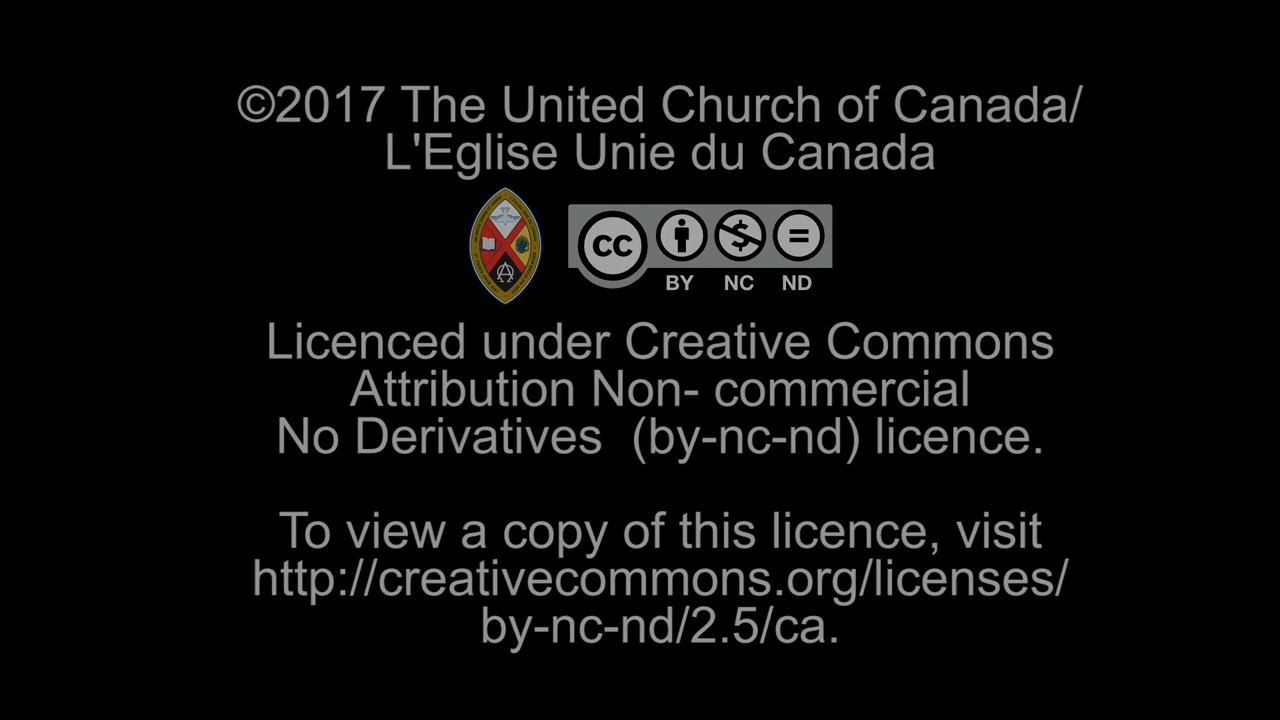 ©2017 The United Church of Canada/
L'Eglise Unie du Canada
cc
BY NC ND
Licenced under Creative Commons
Attribution Non- commercial
No Derivatives (by-nc-nd) licence.
To view a copy of this licence, visit
http://creativecommons.org/licenses/
by-nc-nd/2.5/ca.